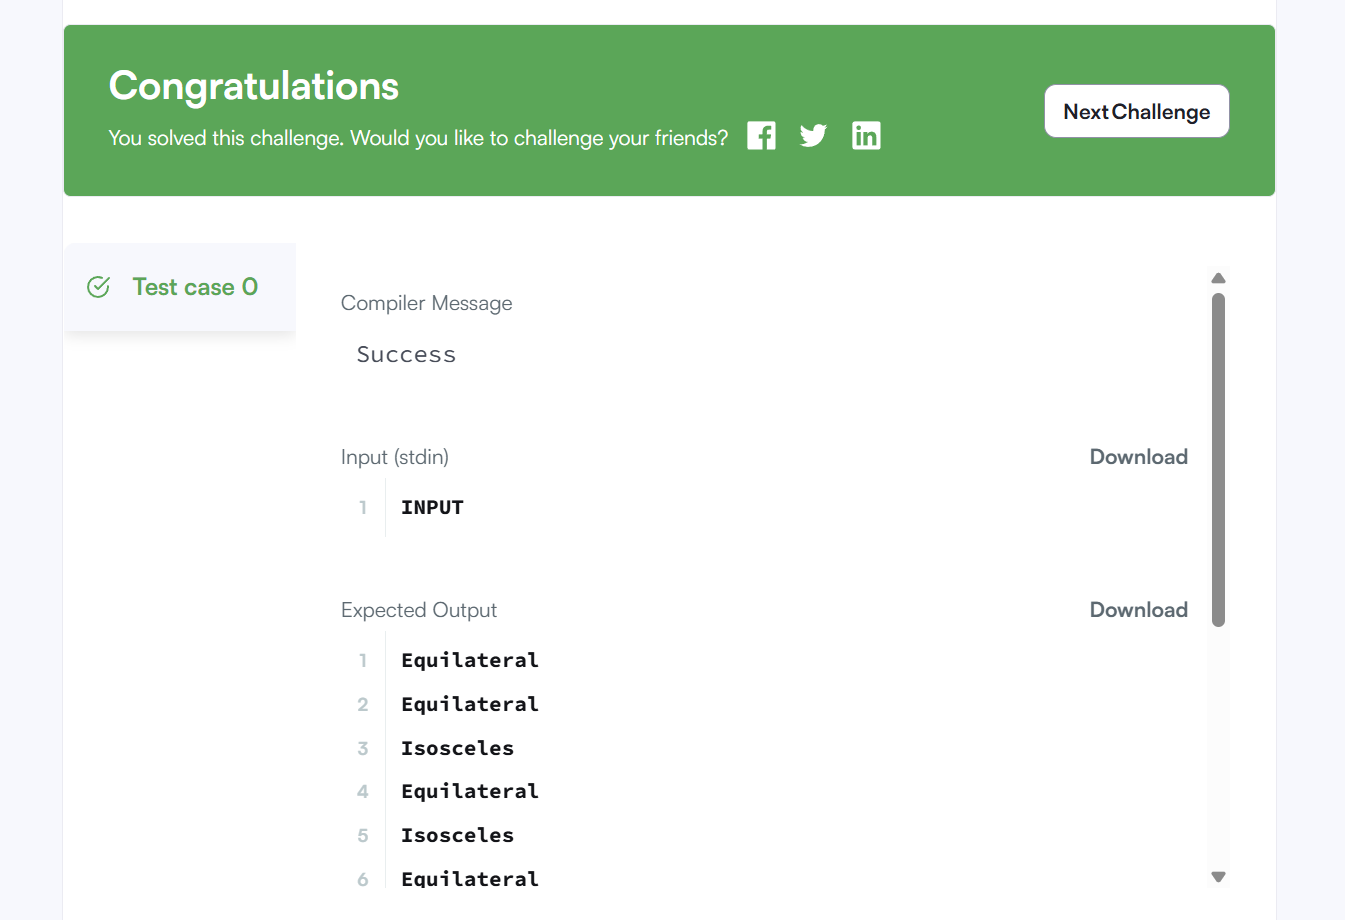 Congratulations
You solved this challenge. Would you like to challenge your friends?
Next Challenge
Test case 0
Compiler Message
Success
Input (stdin)
Download
1 INPUT
Expected Output
Download
1 Equilateral
2 Equilateral
3 Isosceles
4 Equilateral
5 Isosceles
6 Equilateral